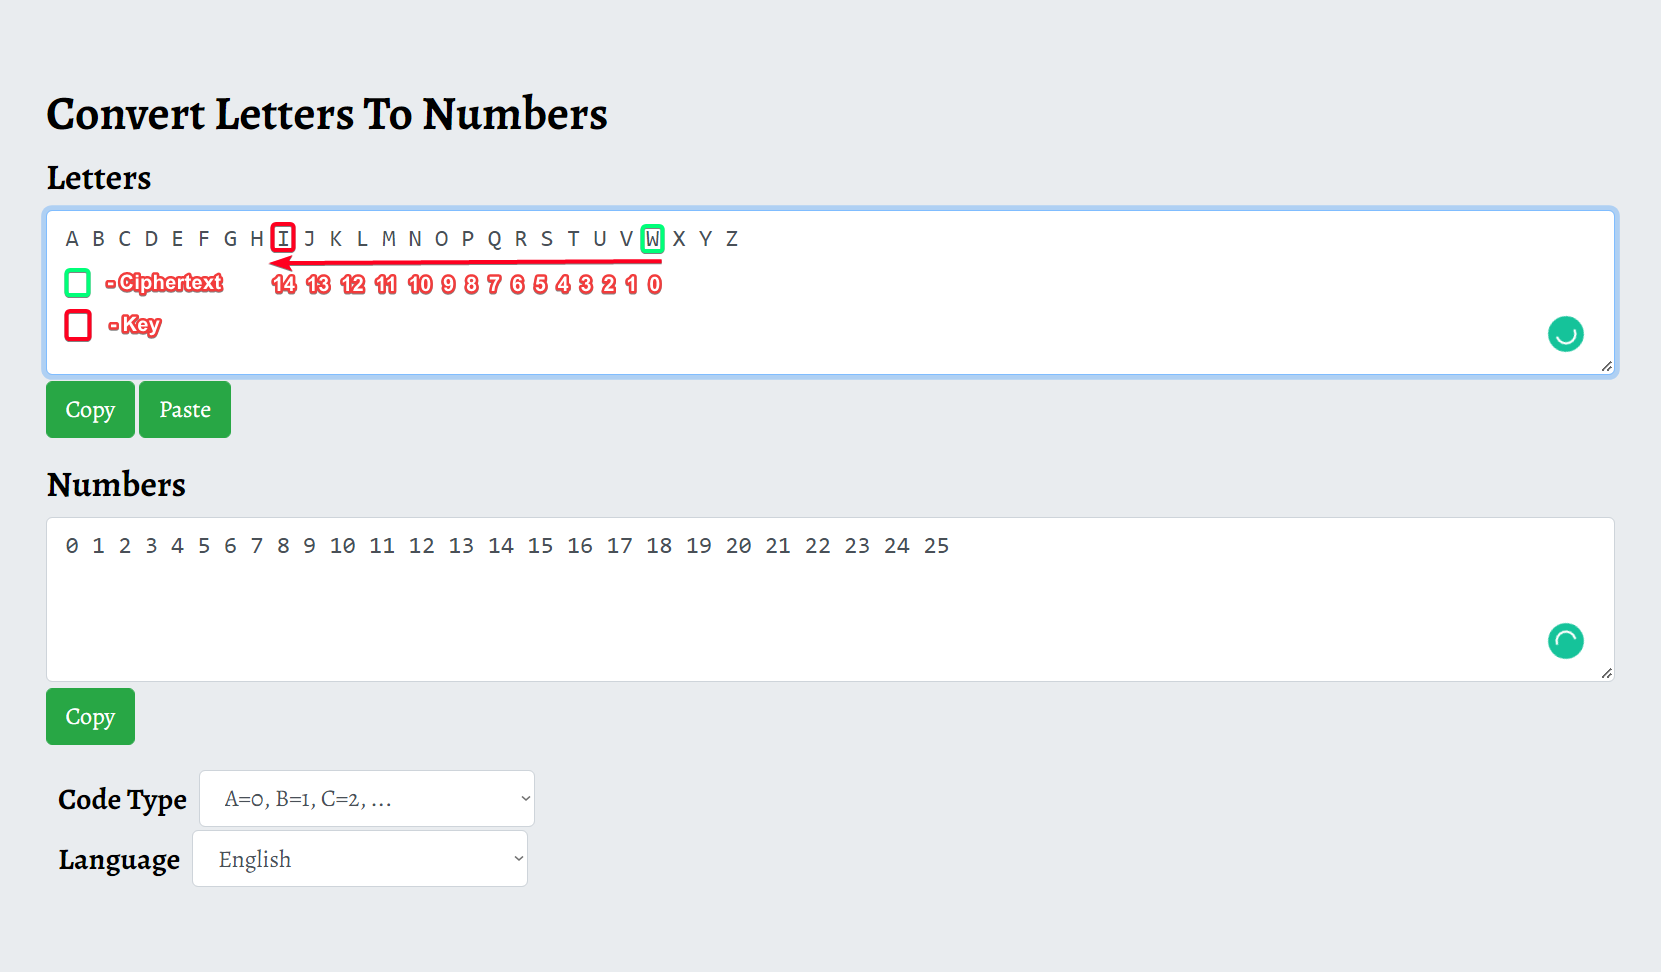 Convert Letters To Numbers
Letters
A B C D E F G H I J K L M N O P Q R S T U V W X Y Z
- Ciphertext 14 13 12 11 10 9 8 7 6 5 4 3 2 1 0
- Key
Copy Paste
Numbers
0 1 2 3 4 5 6 7 8 9 10 11 12 13 14 15 16 17 18 19 20 21 22 23 24 25
Copy
Code Type A=0, B=1, C=2, ...
Language English